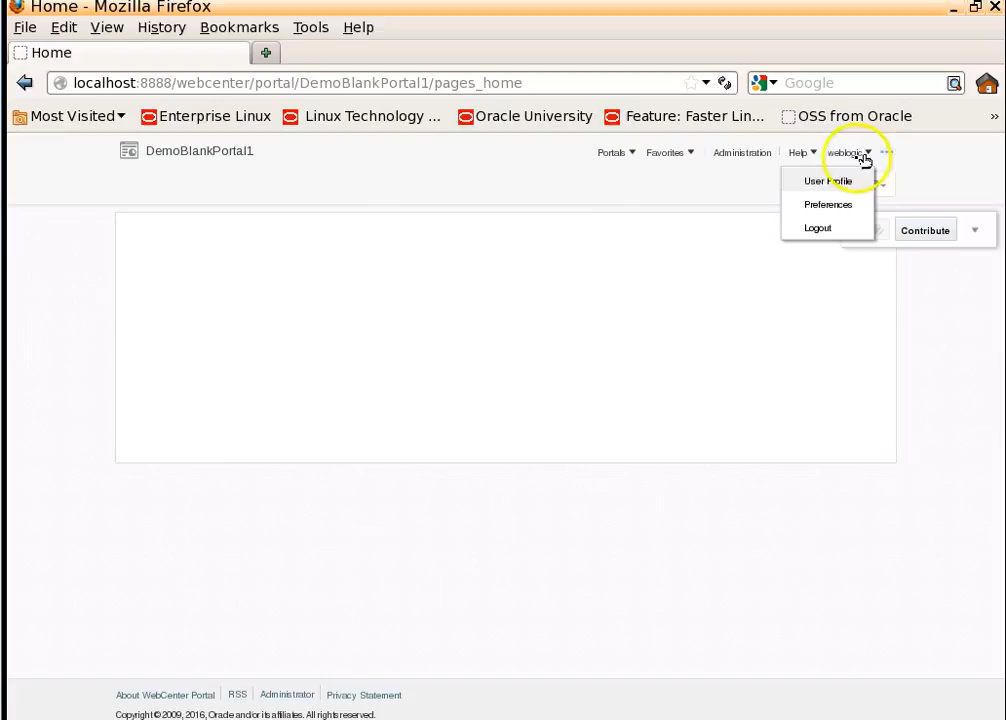 Home - Mozilla Firefox
File Edit View History Bookmarks Tools Help
Home
localhost:8888/webcenter/portal/DemoBlankPortal1/pages_home
Google
Most Visited Enterprise Linux Linux Technology ... Oracle University Feature: Faster Lin... OSS from Oracle »
DemoBlankPortal1 Portals Favorites Administration Help weblogic
User Profile
Preferences
Logout
Contribute
About WebCenter Portal RSS Administrator Privacy Statement
Copyright © 2009, 2016, Oracle and/or its affiliates. All rights reserved.